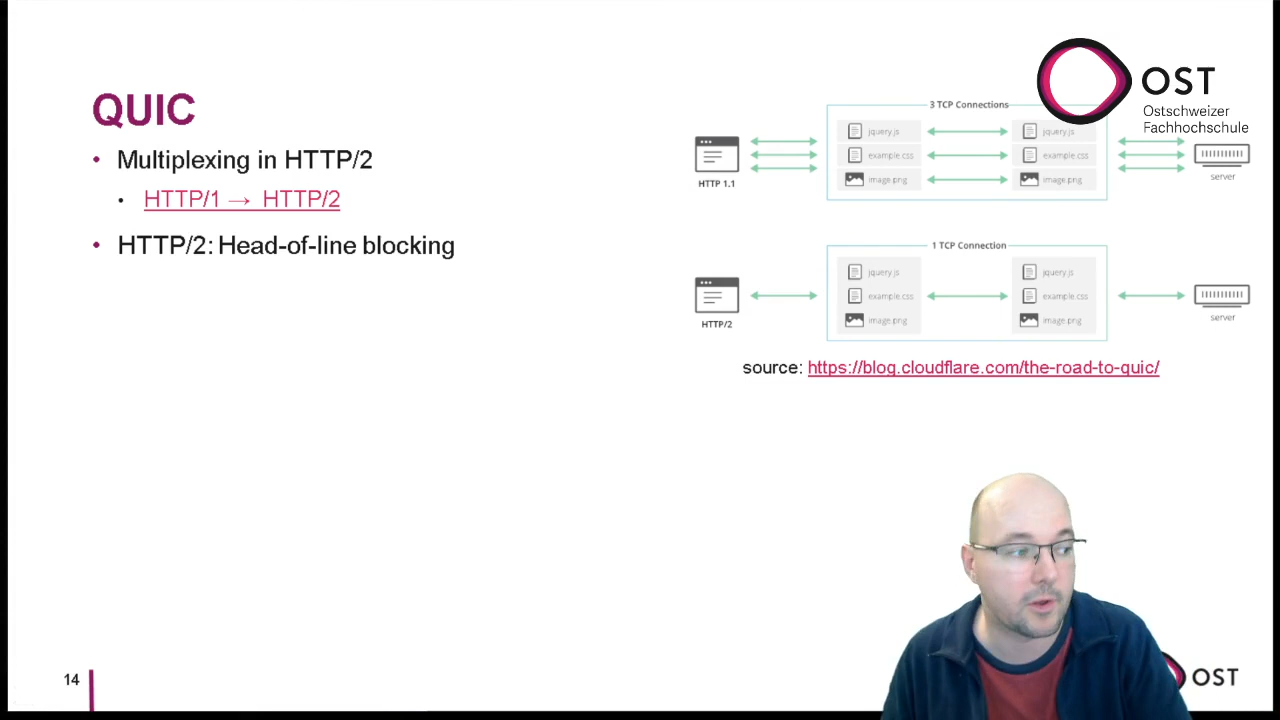 QUIC
• Multiplexing in HTTP/2
• HTTP/1 → HTTP/2
• HTTP/2: Head-of-line blocking
OST
Ostschweizer
Fachhochschule
3 TCP Connections
jquery.js
jquery.js
example.css
example.css
image.png
image.png
HTTP 1.1
server
1 TCP Connection
jquery.js
jquery.js
example.css
example.css
image.png
image.png
HTTP/2
server
source: https://blog.cloudflare.com/the-road-to-quic/
14
OST